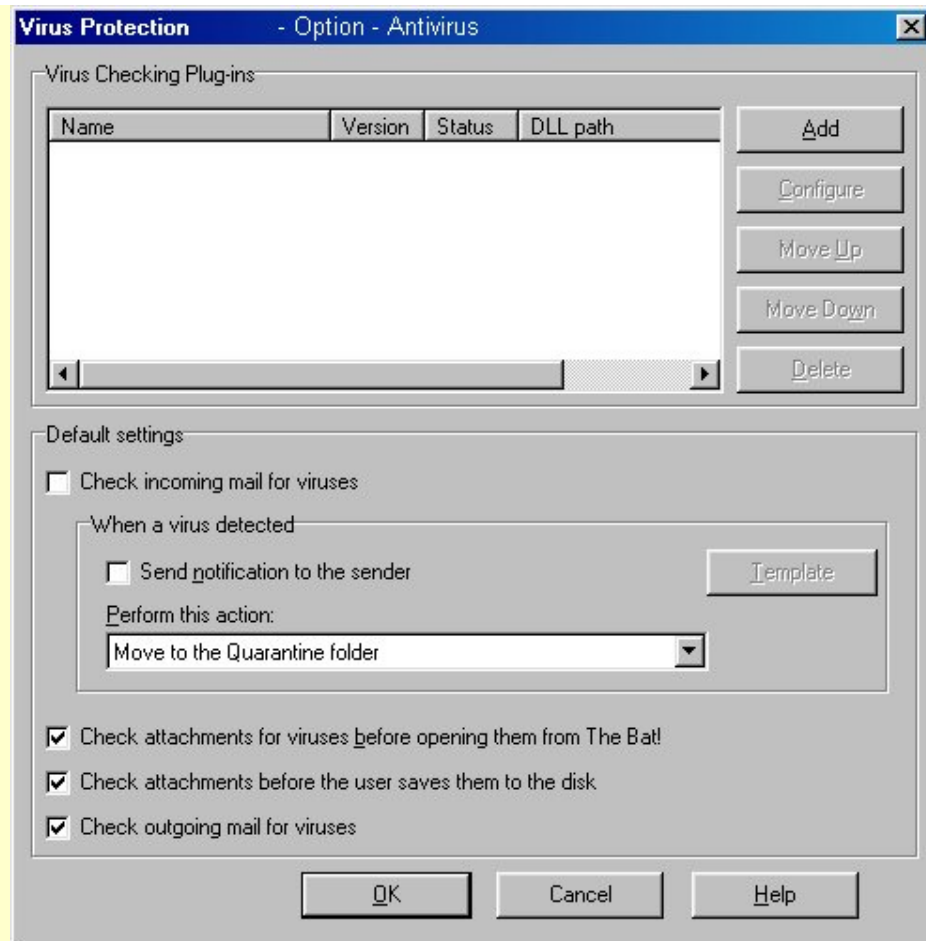 Virus Protection - Option - Antivirus
Virus Checking Plug-ins
Name Version Status DLL path
Add
Configure
Move Up
Move Down
Delete
Default settings
Check incoming mail for viruses
When a virus detected
Send notification to the sender
Template
Perform this action:
Move to the Quarantine folder
Check attachments for viruses before opening them from The Bat!
Check attachments before the user saves them to the disk
Check outgoing mail for viruses
OK Cancel Help